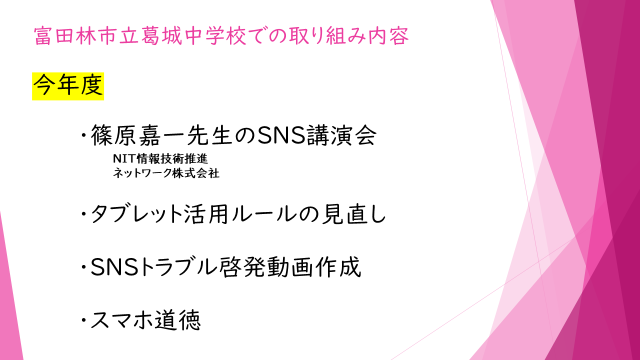 富田林市立葛城中学校での取り組み内容
今年度
・篠原嘉一先生のSNS講演会
NIT情報技術推進
ネットワーク株式会社
・タブレット活用ルールの見直し
・SNSトラブル啓発動画作成
・スマホ道徳